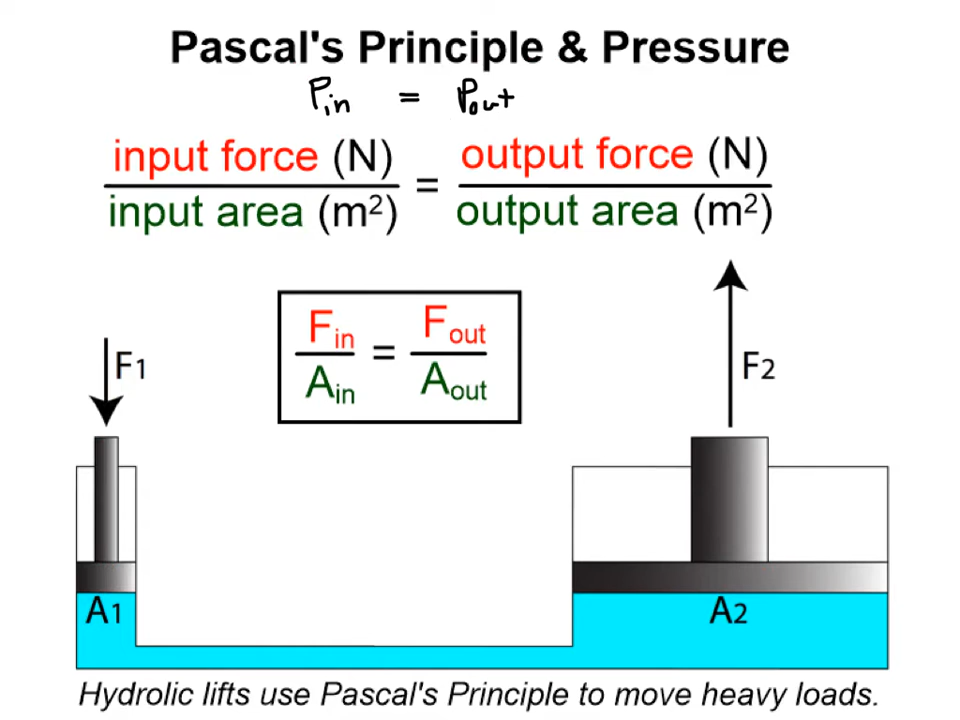 Pascal's Principle & Pressure
Pin = Pout
input force (N) = output force (N)
input area (m²) output area (m²)
Fin = Fout
Ain Aout
F1
F2
A1
A2
Hydrolic lifts use Pascal's Principle to move heavy loads.